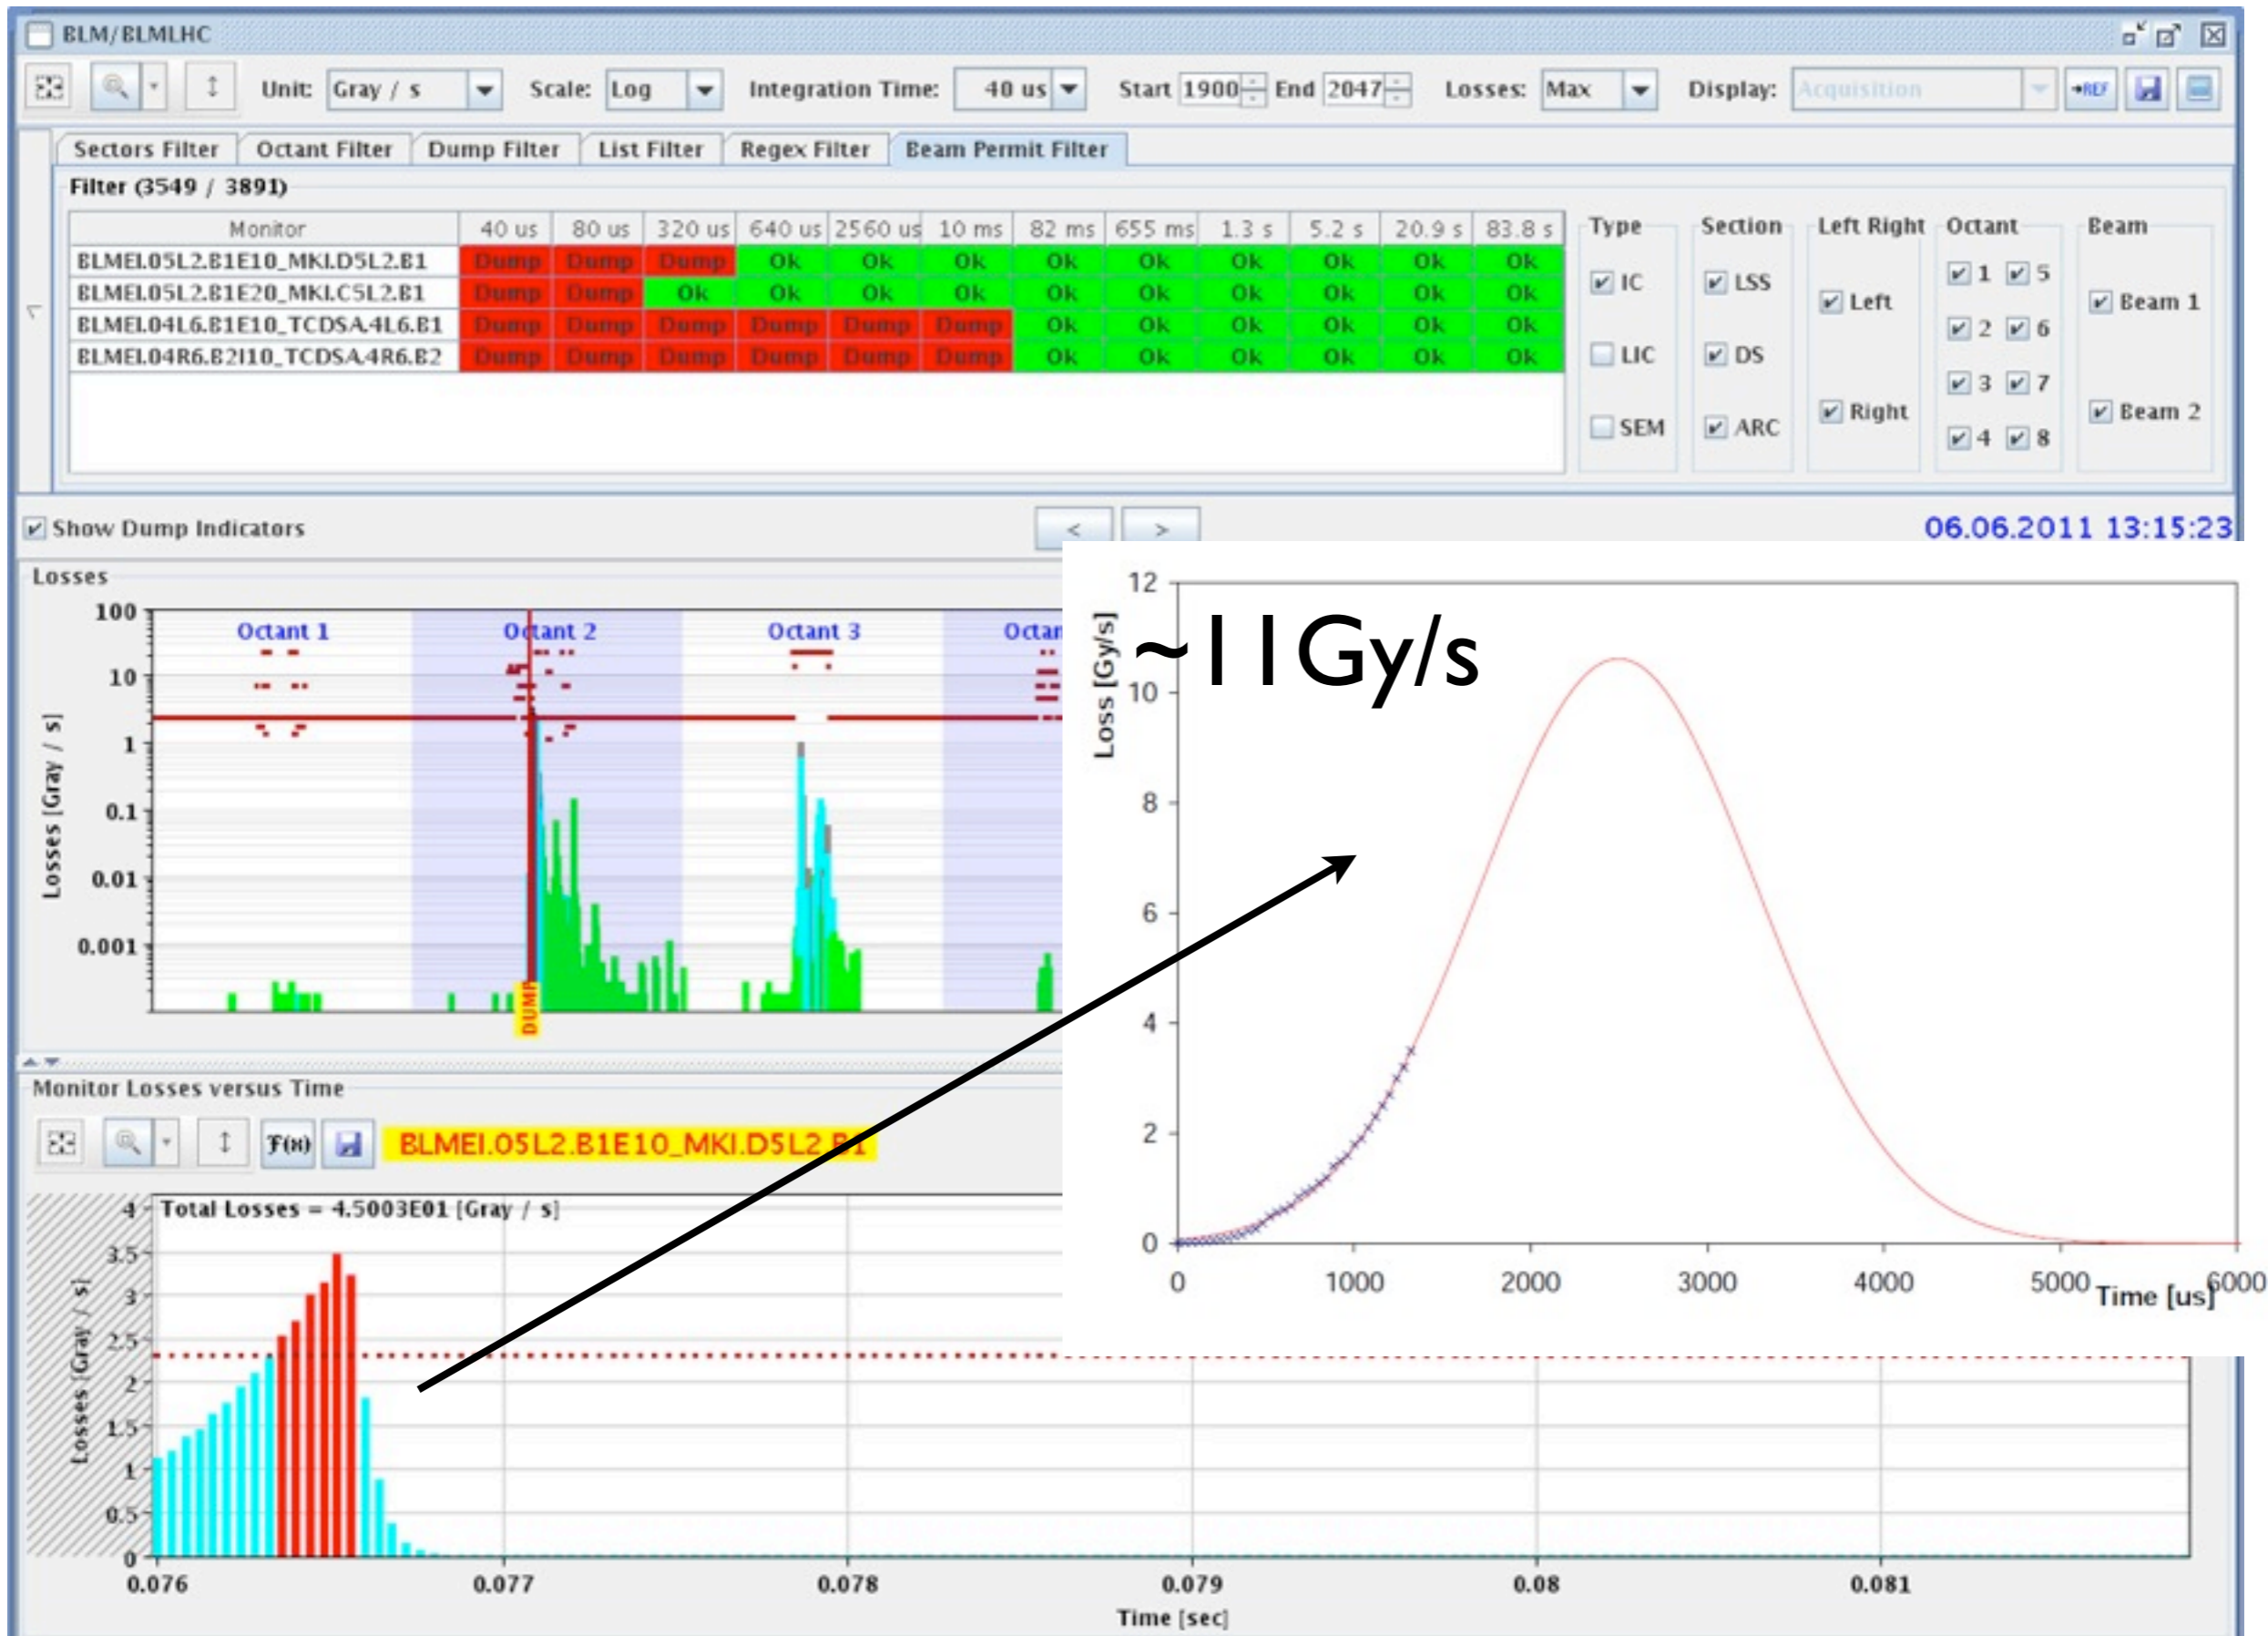 BLM/BLMLHC
Unit: Gray / s Scale: Log Integration Time: 40 us Start 1900 End 2047 Losses: Max Display: Acquisition →REF
Sectors Filter Octant Filter Dump Filter List Filter Regex Filter Beam Permit Filter
Filter (3549 / 3891)
Monitor 40 us 80 us 320 us 640 us 2560 us 10 ms 82 ms 655 ms 1.3 s 5.2 s 20.9 s 83.8 s
BLMEI.05L2.B1E10_MKI.D5L2.B1 Dump Dump Dump Ok Ok Ok Ok Ok Ok Ok Ok Ok
BLMEI.05L2.B1E20_MKI.C5L2.B1 Dump Dump Ok Ok Ok Ok Ok Ok Ok Ok Ok Ok
BLMEI.04L6.B1E10_TCDSA.4L6.B1 Dump Dump Dump Dump Dump Dump Ok Ok Ok Ok Ok Ok
BLMEI.04R6.B2I10_TCDSA.4R6.B2 Dump Dump Dump Dump Dump Dump Ok Ok Ok Ok Ok Ok
Type Section Left Right Octant Beam
IC LSS Left 1 5 Beam 1
2 6
LIC DS
3 7
SEM ARC Right 4 8 Beam 2
Show Dump Indicators < > 06.06.2011 13:15:23
Losses
Losses [Gray / s]
100
10
1
0.1
0.01
0.001
Octant 1 Octant 2 Octant 3 Octan
DUMP
~11Gy/s
Loss [Gy/s]
12
10
8
6
4
2
0
0 1000 2000 3000 4000 5000 6000
Time [us]
Monitor Losses versus Time
F(x) BLMEI.05L2.B1E10_MKI.D5L2.B1
Total Losses = 4.5003E01 [Gray / s]
Losses [Gray / s]
4
3.5
3
2.5
2
1.5
1
0.5
0
0.076 0.077 0.078 0.079 0.08 0.081
Time [sec]